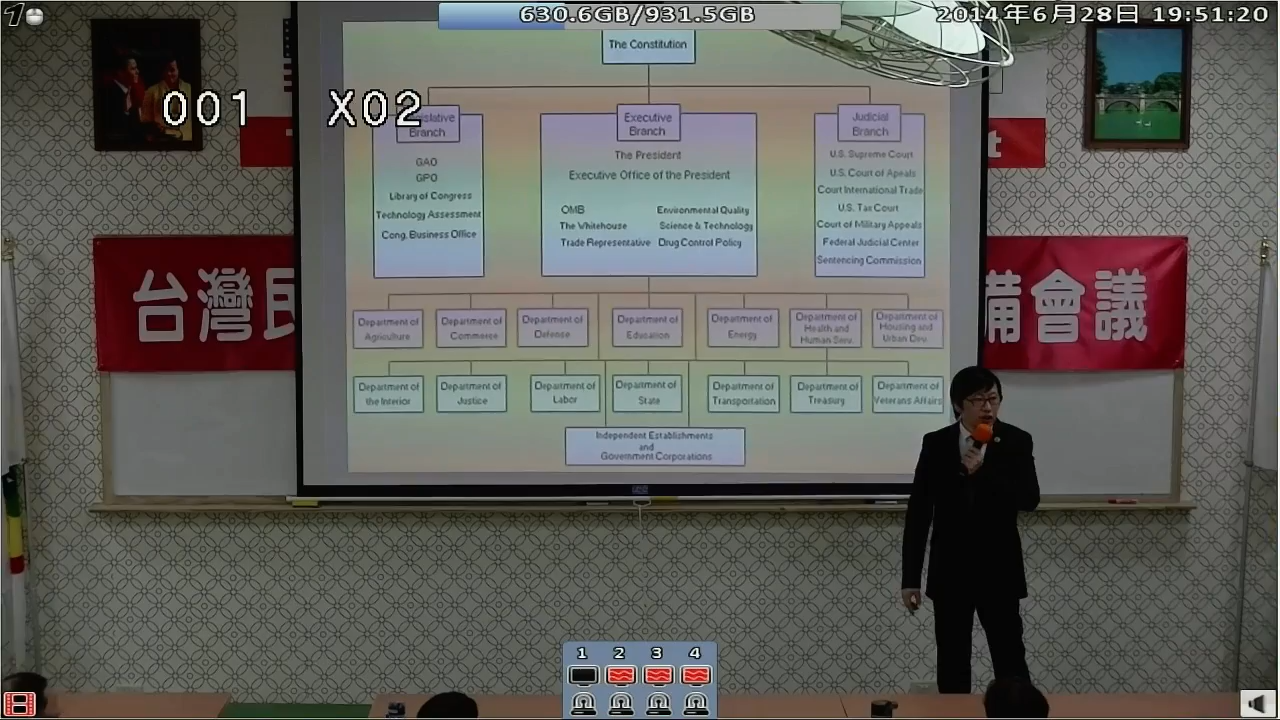 630.6GB/931.5GB
2014年6月28日 19:51:20
001 X02
The Constitution
islative
Branch
GAO
GPO
Library of Congress
Technology Assessment
Cong. Business Office
Executive
Branch
The President
Executive Office of the President
OMB
Environmental Quality
The Whitehouse
Science & Technology
Trade Representative
Drug Control Policy
Judicial
Branch
U.S. Supreme Court
U.S. Court of Apeals
Court International Trade
U.S. Tax Court
Court of Military Appeals
Federal Judicial Center
Sentencing Commission
t
台灣民
備會議
Department of
Agriculture
Department of
Commerce
Department of
Defense
Department of
Education
Department of
Energy
Department of
Health and
Human Serv.
Department of
Housing and
Urban Dev.
Department of
the Interior
Department of
Justice
Department of
Labor
Department of
State
Department of
Transportation
Department of
Treasury
Department of
Veterans Affairs
Independent Establishments
and
Government Corporations
1 2 3 4